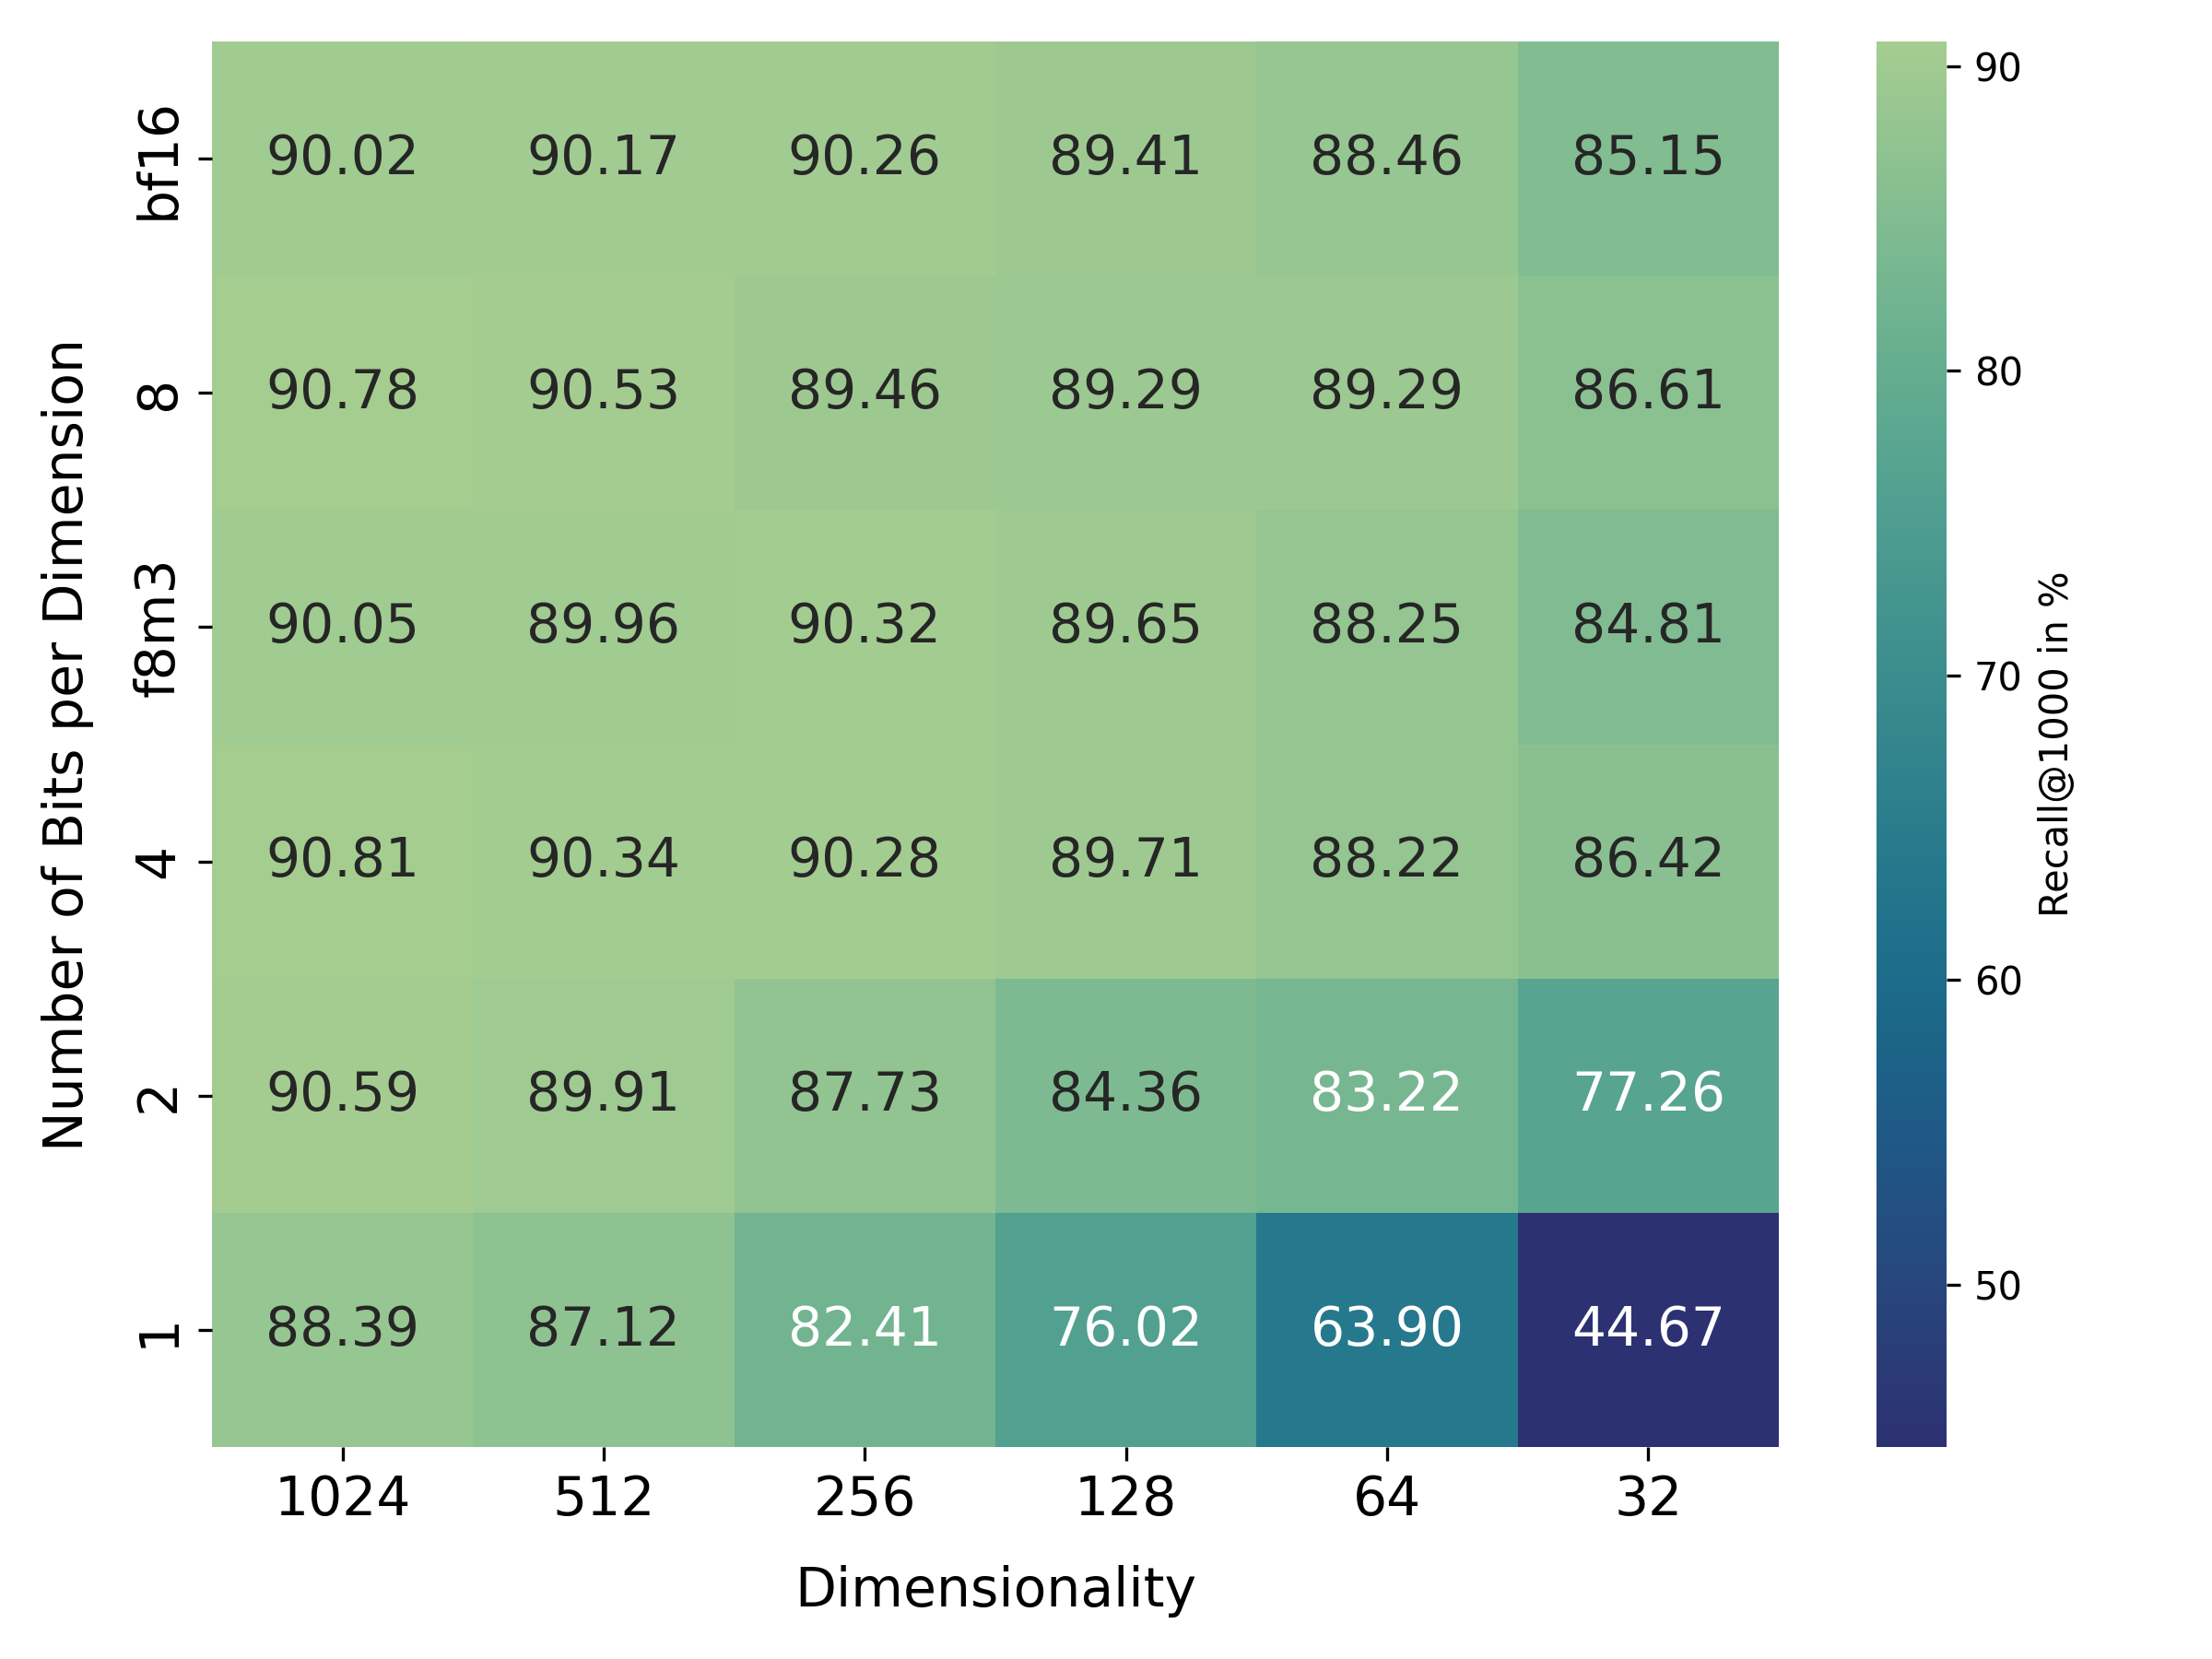 Number of Bits per Dimension
bf16 90.02 90.17 90.26 89.41 88.46 85.15
8 90.78 90.53 89.46 89.29 89.29 86.61
f8m3 90.05 89.96 90.32 89.65 88.25 84.81
4 90.81 90.34 90.28 89.71 88.22 86.42
2 90.59 89.91 87.73 84.36 83.22 77.26
1 88.39 87.12 82.41 76.02 63.90 44.67
1024 512 256 128 64 32
Dimensionality
90
80
70
60
50
Recall@1000 in %